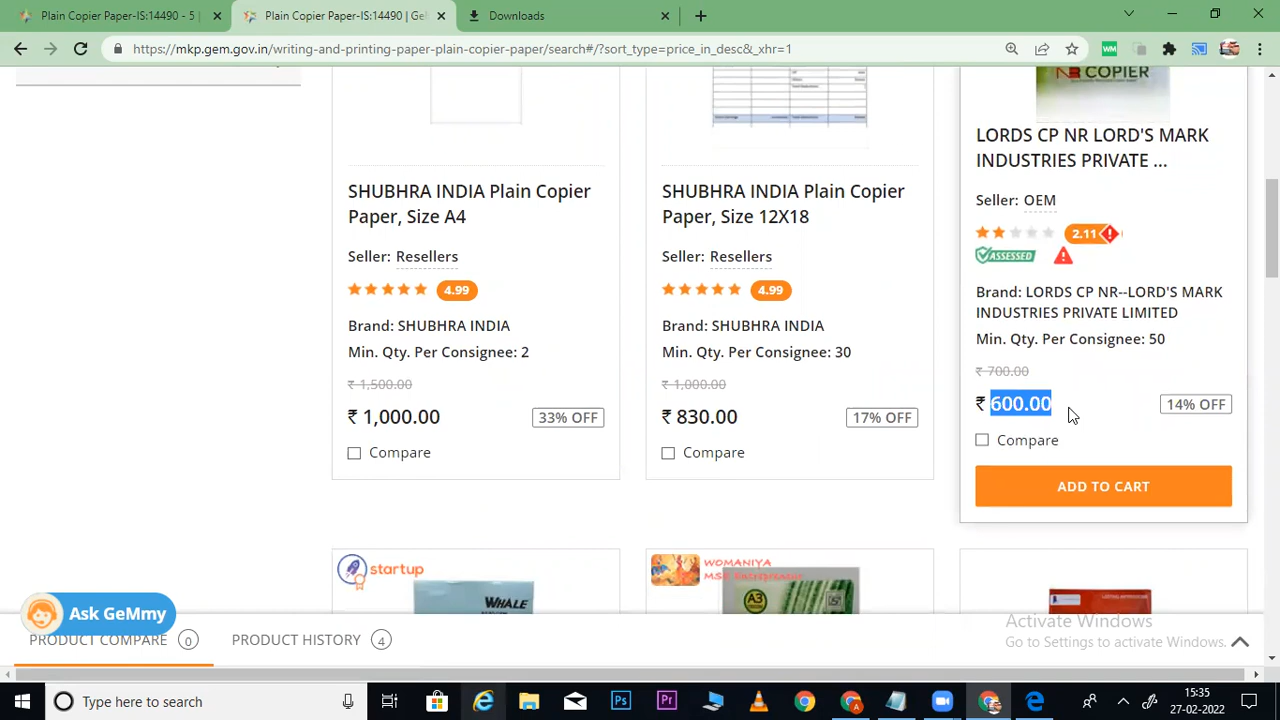 Plain Copier Paper-IS:14490 - 5
Plain Copier Paper-IS:14490 | Ge
Downloads
https://mkp.gem.gov.in/writing-and-printing-paper-plain-copier-paper/search#/?sort_type=price_in_desc&_xhr=1
SHUBHRA INDIA Plain Copier
Paper, Size A4
Seller: Resellers
4.99
Brand: SHUBHRA INDIA
Min. Qty. Per Consignee: 2
₹ 1,500.00
₹ 1,000.00
33% OFF
Compare
SHUBHRA INDIA Plain Copier
Paper, Size 12X18
Seller: Resellers
4.99
Brand: SHUBHRA INDIA
Min. Qty. Per Consignee: 30
₹ 1,000.00
₹ 830.00
17% OFF
Compare
NR COPIER
LORDS CP NR LORD'S MARK
INDUSTRIES PRIVATE ...
Seller: OEM
2.11
ASSESSED
Brand: LORDS CP NR--LORD'S MARK
INDUSTRIES PRIVATE LIMITED
Min. Qty. Per Consignee: 50
₹ 700.00
₹ 600.00
14% OFF
Compare
ADD TO CART
startup
WHALE
WOMANIYA
A3
Ask GeMmy
PRODUCT COMPARE 0
PRODUCT HISTORY 4
Activate Windows
Go to Settings to activate Windows.
Type here to search
15:35
27-02-2022